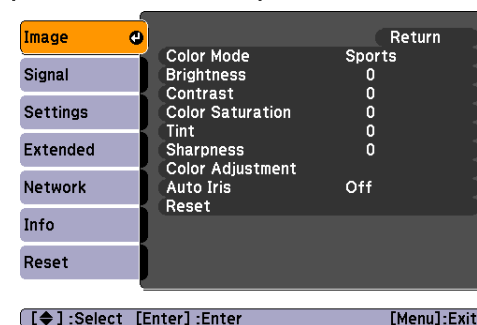 Image
Signal
Settings
Extended
Network
Info
Reset
Return
Color Mode Sports
Brightness 0
Contrast 0
Color Saturation 0
Tint 0
Sharpness 0
Color Adjustment
Auto Iris Off
Reset
[◆] :Select [Enter] :Enter [Menu]:Exit